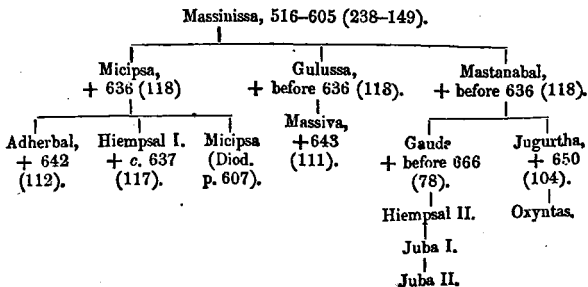 Massinissa, 516–605 (238–149).
Micipsa,
+ 636 (118)
Gulussa,
+ before 636 (118).
Mastanabal,
+ before 636 (118).
Adherbal,
+ 642
(112).
Hiempsal I.
+ c. 637
(117).
Micipsa
(Diod.
p. 607).
Massiva,
+643
(111).
Gauda
+ before 666
(78).
Jugurtha,
+ 650
(104).
Hiempsal II.
Oxyntas.
Juba I.
Juba II.